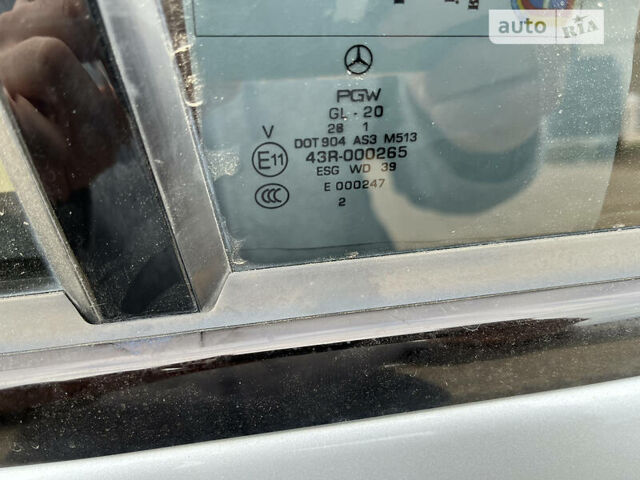 auto RIA
PGW
GL - 20
28 1
DOT 904 AS3 M513
V
E11
43R-000265
CCC
ESG WD 39
E 000247
2